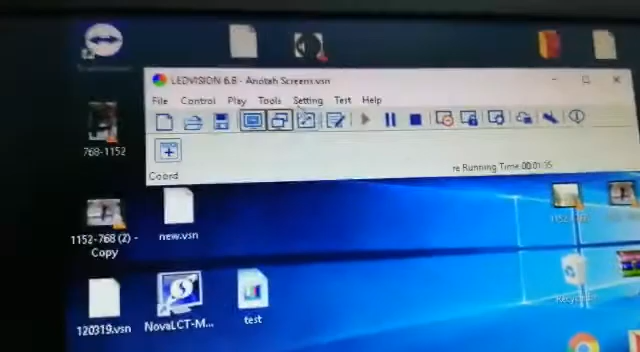 LEDVISION 6.8 - Anotah Screens.vsn
File Control Play Tools Setting Test Help
Coord
re Running Time 00:01:35
768-1152
1152-768 (2) -
Copy
new.vsn
120319.vsn
NovaLCT-M...
test